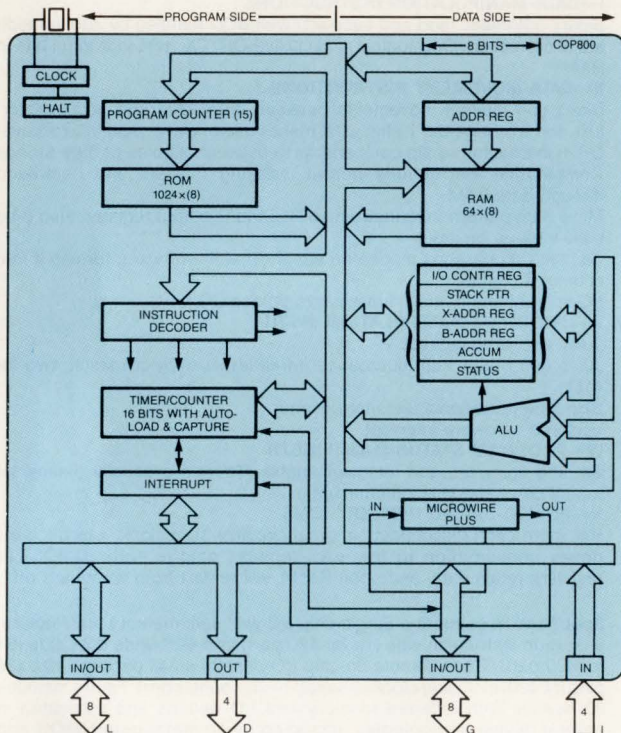 PROGRAM SIDE
DATA SIDE
8 BITS
COP800
CLOCK
HALT
PROGRAM COUNTER (15)
ADDR REG
ROM
1024×(8)
RAM
64×(8)
I/O CONTR REG
STACK PTR
X-ADDR REG
B-ADDR REG
ACCUM
STATUS
INSTRUCTION
DECODER
TIMER/COUNTER
16 BITS WITH AUTO-
LOAD & CAPTURE
ALU
INTERRUPT
IN
MICROWIRE
PLUS
OUT
IN/OUT
OUT
IN/OUT
IN
8
4
8
4
L
D
G
I